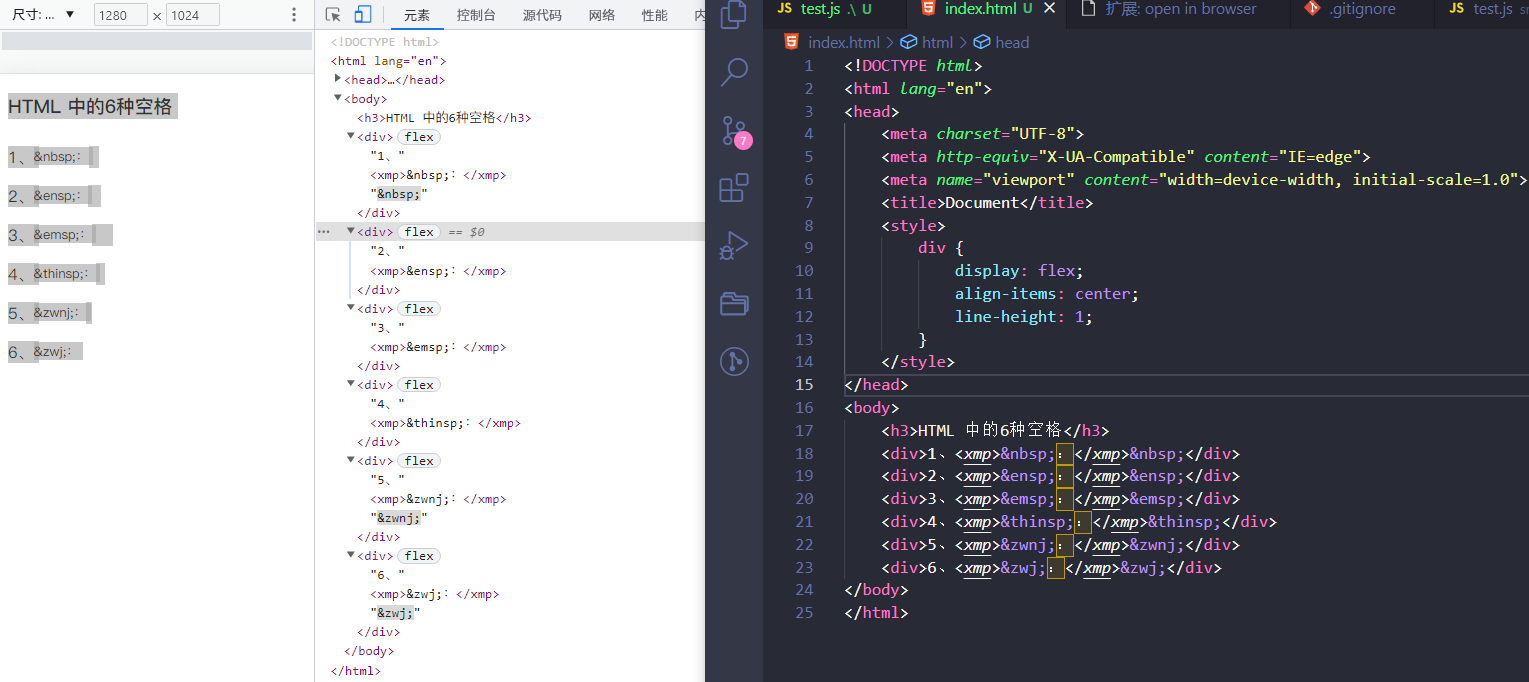 尺寸: ... ▼ 1280 × 1024
HTML 中的6种空格
1、&nbsp;：
2、&ensp;：
3、&emsp;：
4、&thinsp;：
5、&zwnj;：
6、&zwj;：
元素 控制台 源代码 网络 性能 内
<!DOCTYPE html>
<html lang="en">
<head>…</head>
<body>
<h3>HTML 中的6种空格</h3>
<div> flex
"1、"
<xmp>&nbsp;：</xmp>
"&nbsp;"
</div>
... <div> flex == $0
"2、"
<xmp>&ensp;：</xmp>
</div>
<div> flex
"3、"
<xmp>&emsp;：</xmp>
</div>
<div> flex
"4、"
<xmp>&thinsp;：</xmp>
</div>
<div> flex
"5、"
<xmp>&zwnj;：</xmp>
"&zwnj;"
</div>
<div> flex
"6、"
<xmp>&zwj;：</xmp>
"&zwj;"
</div>
</body>
</html>
7
JS test.js .\ U index.html U × 扩展: open in browser .gitignore JS test.js
index.html > html > head
1 <!DOCTYPE html>
2 <html lang="en">
3 <head>
4 <meta charset="UTF-8">
5 <meta http-equiv="X-UA-Compatible" content="IE=edge">
6 <meta name="viewport" content="width=device-width, initial-scale=1.0">
7 <title>Document</title>
8 <style>
9 div {
10 display: flex;
11 align-items: center;
12 line-height: 1;
13 }
14 </style>
15 </head>
16 <body>
17 <h3>HTML 中的6种空格</h3>
18 <div>1、<xmp>&nbsp;：</xmp>&nbsp;</div>
19 <div>2、<xmp>&ensp;：</xmp>&ensp;</div>
20 <div>3、<xmp>&emsp;：</xmp>&emsp;</div>
21 <div>4、<xmp>&thinsp;：</xmp>&thinsp;</div>
22 <div>5、<xmp>&zwnj;：</xmp>&zwnj;</div>
23 <div>6、<xmp>&zwj;：</xmp>&zwj;</div>
24 </body>
25 </html>